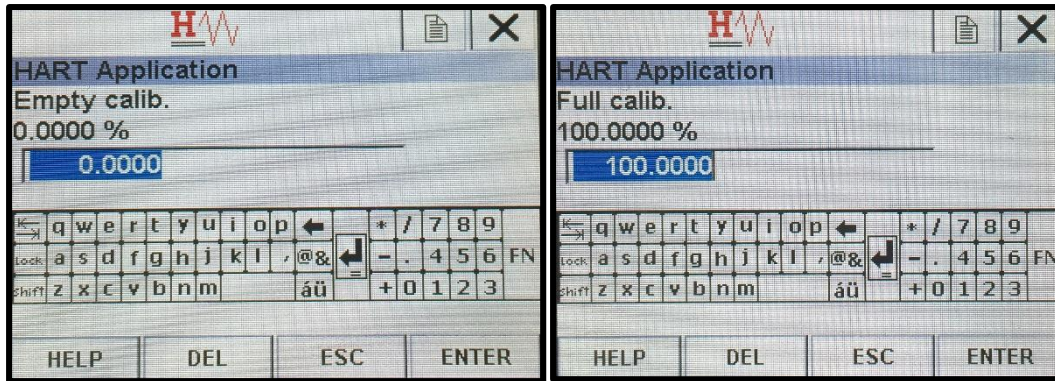 H
HART Application
Empty calib.
0.0000 %
0.0000
q w e r t y u i o p * / 7 8 9
Lock a s d f g h j k l , @& - . 4 5 6 FN
Shift z x c v b n m áü + 0 1 2 3
HELP DEL ESC ENTER
H
HART Application
Full calib.
100.0000 %
100.0000
q w e r t y u i o p * / 7 8 9
Lock a s d f g h j k l , @& - . 4 5 6 FN
Shift z x c v b n m áü + 0 1 2 3
HELP DEL ESC ENTER